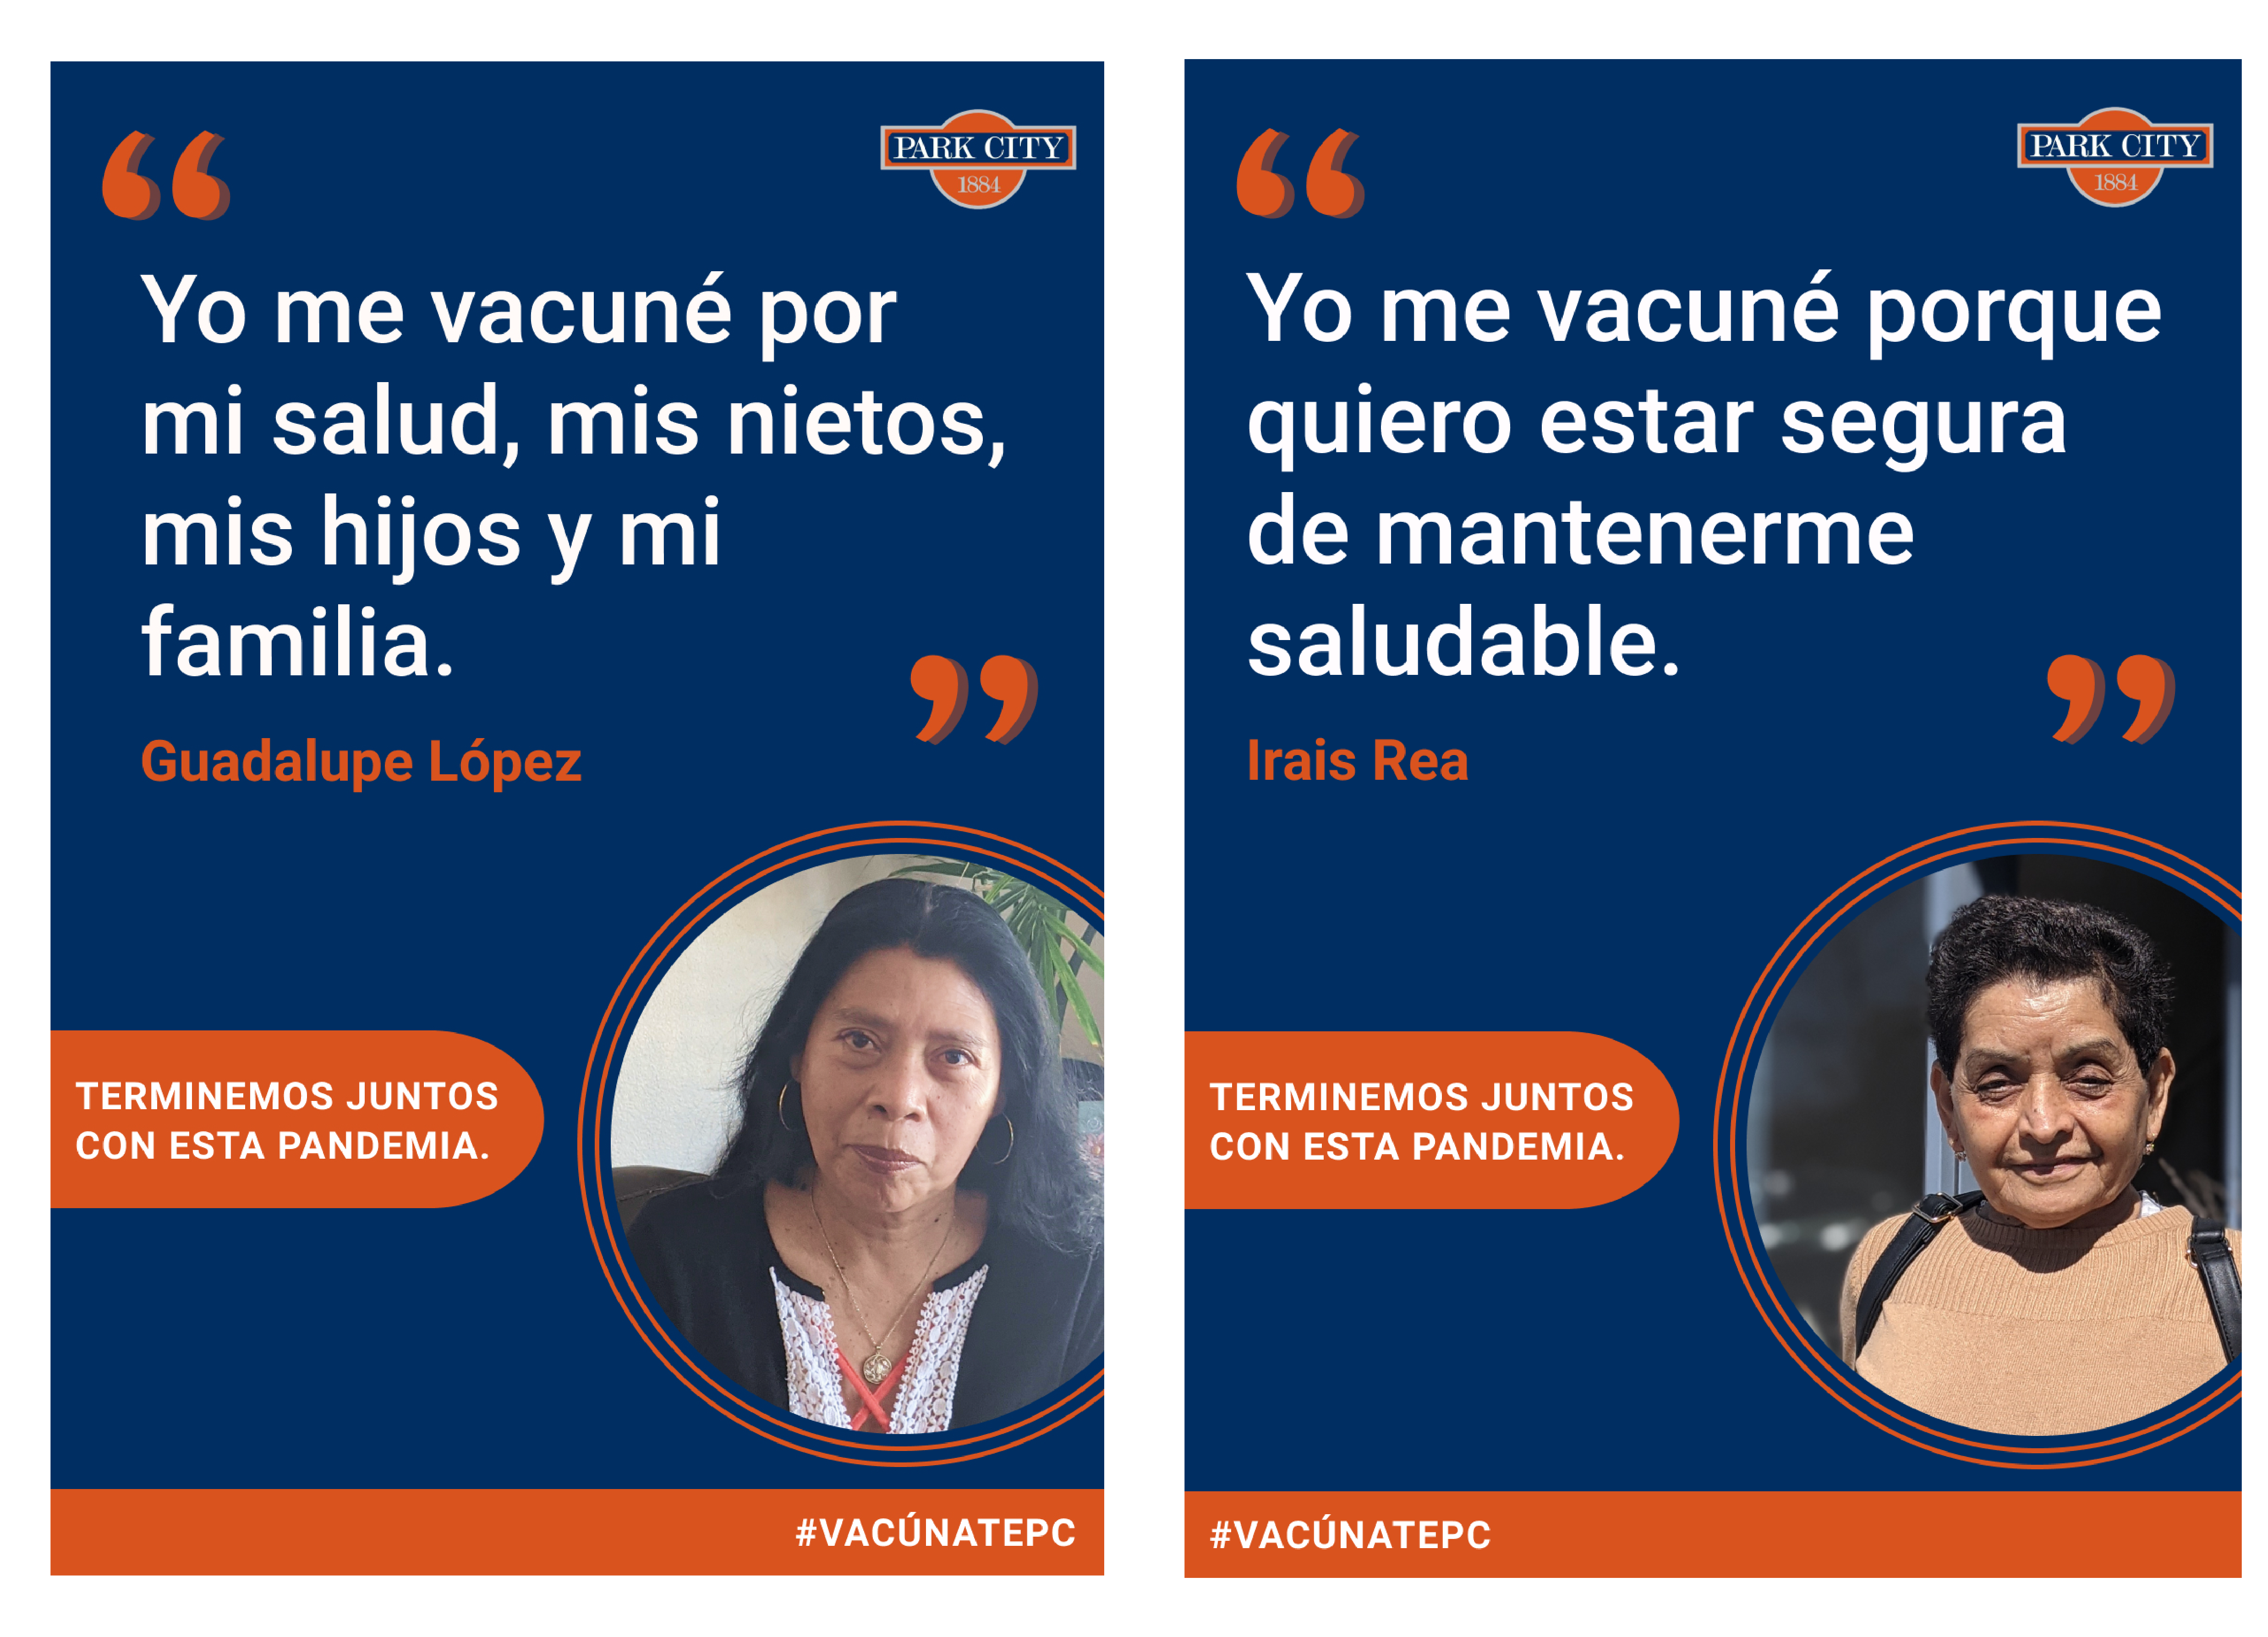 PARK CITY
1884
Yo me vacuné por
mi salud, mis nietos,
mis hijos y mi
familia.
Guadalupe López
TERMINEMOS JUNTOS
CON ESTA PANDEMIA.
#VACÚNATEPC
PARK CITY
1884
Yo me vacuné porque
quiero estar segura
de mantenerme
saludable.
Irais Rea
TERMINEMOS JUNTOS
CON ESTA PANDEMIA.
#VACÚNATEPC